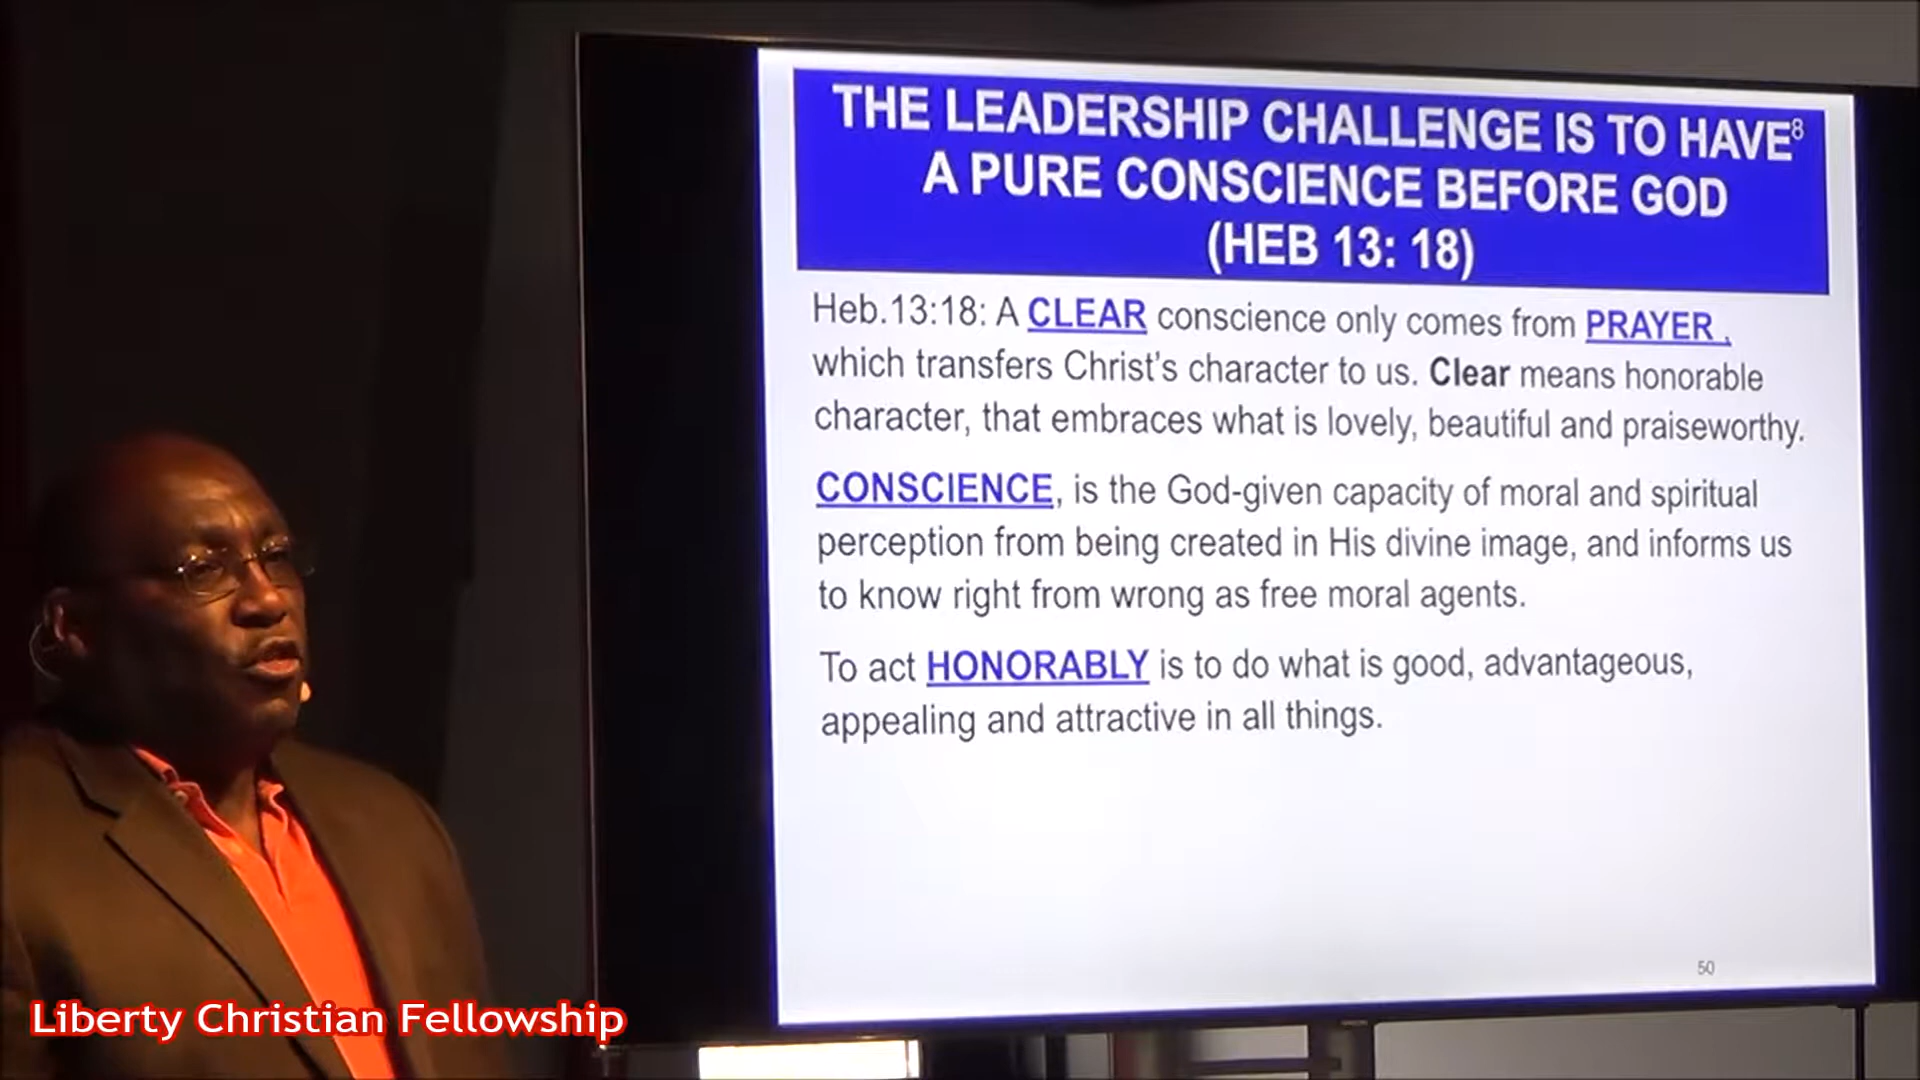 THE LEADERSHIP CHALLENGE IS TO HAVE8
A PURE CONSCIENCE BEFORE GOD
(HEB 13: 18)
Heb.13:18: A CLEAR conscience only comes from PRAYER ,
which transfers Christ's character to us. Clear means honorable
character, that embraces what is lovely, beautiful and praiseworthy.
CONSCIENCE, is the God-given capacity of moral and spiritual
perception from being created in His divine image, and informs us
to know right from wrong as free moral agents.
To act HONORABLY is to do what is good, advantageous,
appealing and attractive in all things.
50
Liberty Christian Fellowship